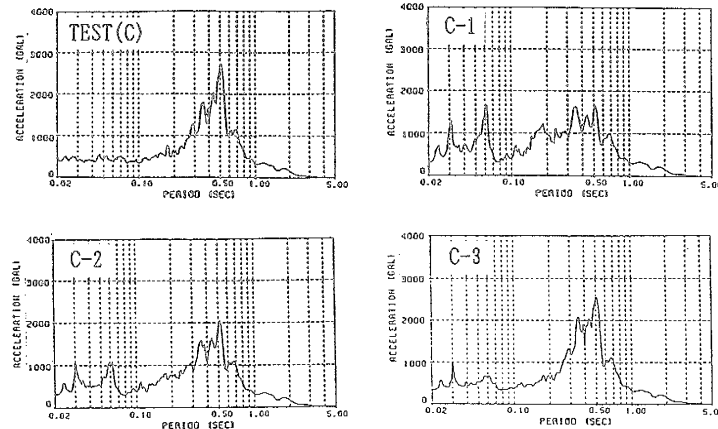 TEST(C)
ACCELERATION (GAL)
4000
3000
2000
1000
0
0.02 0.10 0.50 1.00 5.00
PERIOD (SEC)
C-1
ACCELERATION (GAL)
4000
3000
2000
1000
0
0.02 0.10 0.50 1.00 5.00
PERIOD (SEC)
C-2
ACCELERATION (GAL)
4000
3000
2000
1000
0
0.02 0.10 0.50 1.00 5.00
PERIOD (SEC)
C-3
ACCELERATION (GAL)
4000
3000
2000
1000
0
0.02 0.10 0.50 1.00 5.00
PERIOD (SEC)